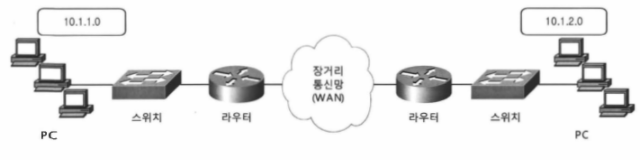 10.1.1.0
10.1.2.0
장거리
통신망
(WAN)
스위치
라우터
라우터
스위치
PC
PC